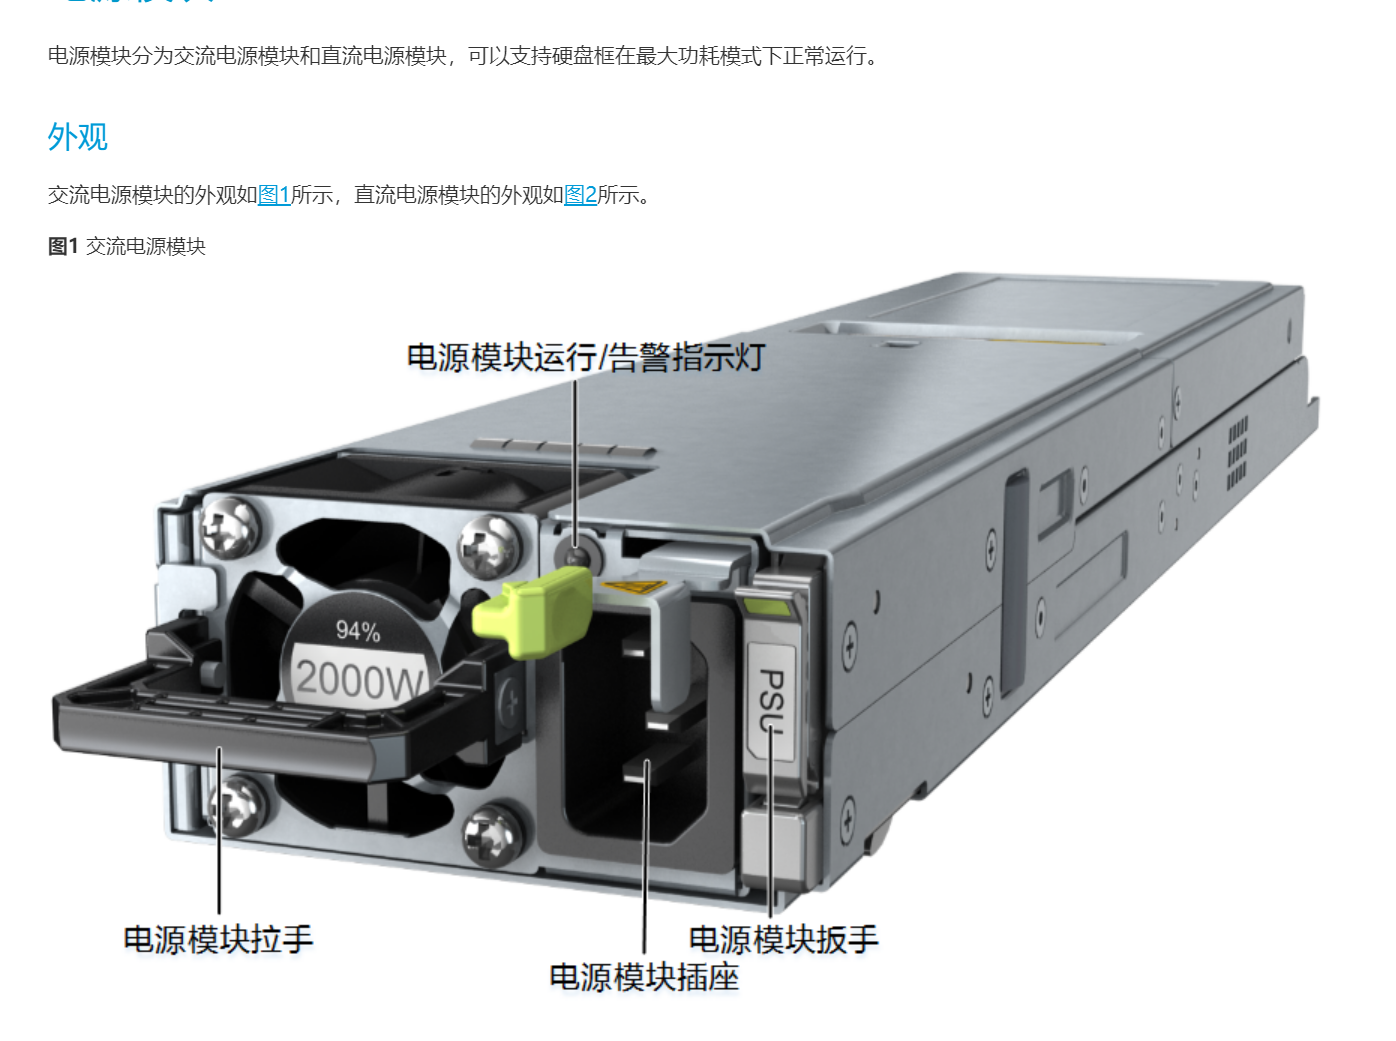 电源模块分为交流电源模块和直流电源模块，可以支持硬盘框在最大功耗模式下正常运行。
外观
交流电源模块的外观如图1所示，直流电源模块的外观如图2所示。
图1 交流电源模块
电源模块运行/告警指示灯
94%
2000W
PSU
电源模块拉手
电源模块扳手
电源模块插座